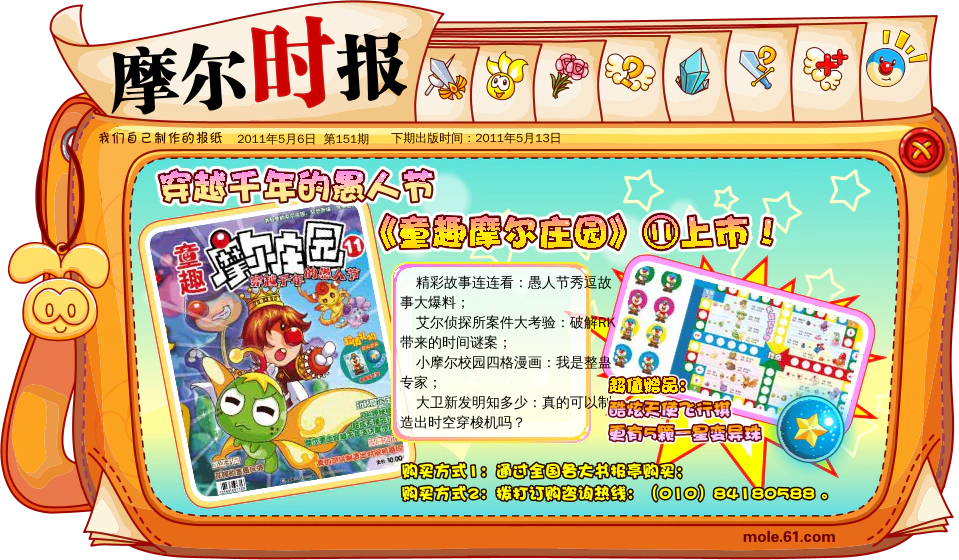 摩尔时报
我们自己制作的报纸 2011年5月6日 第151期 下期出版时间：2011年5月13日
穿越千年的愚人节
《童趣摩尔庄园》⑪上市！
童趣
摩尔庄园
11
穿越千年的愚人节
精彩故事连连看：愚人节秀逗故
事大爆料；
艾尔侦探所案件大考验：破解RK
带来的时间谜案；
小摩尔校园四格漫画：我是整蛊
专家；
大卫新发明知多少：真的可以制
造出时空穿梭机吗？
超值赠品：
酷炫天使飞行棋
更有5颗一星变异珠
购买方式1：通过全国各大书报亭购买；
购买方式2：拨打订购咨询热线：（010）84180588 。
mole.61.com